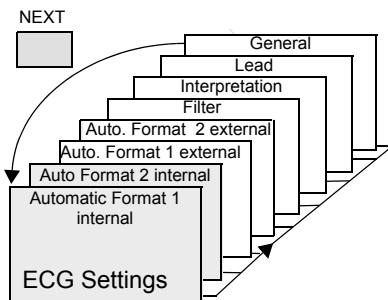 NEXT
General
Lead
Interpretation
Filter
Auto. Format 2 external
Auto. Format 1 external
Auto Format 2 internal
Automatic Format 1
internal
ECG Settings